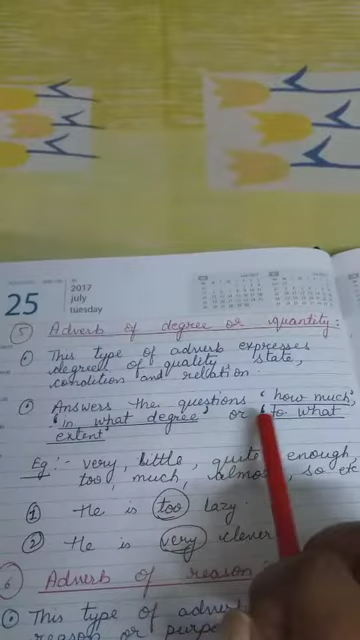 25
2017
july
tuesday
5 Adverb of degree or quantity:
This type of adverb expresses
degree of quality state,
condition and relation.
Answers the questions 'how much',
'in what degree' or 'to what
extent'
Eg:- very, little, quite enough,
too, much, almost, so etc
1 He is too lazy.
2 He is very clever
6 Adverb of reason
This type of adverb
reason or